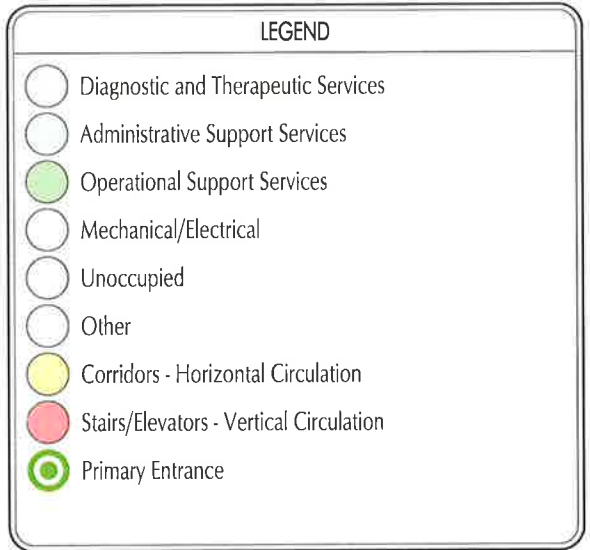 LEGEND
Diagnostic and Therapeutic Services
Administrative Support Services
Operational Support Services
Mechanical/Electrical
Unoccupied
Other
Corridors - Horizontal Circulation
Stairs/Elevators - Vertical Circulation
Primary Entrance